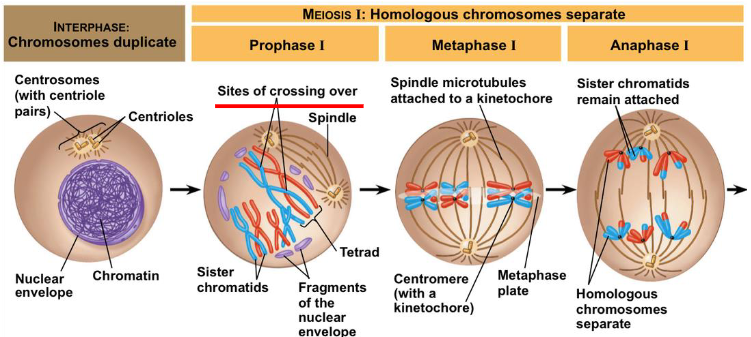 INTERPHASE:
Chromosomes duplicate
MEIOSIS I: Homologous chromosomes separate
Prophase I
Metaphase I
Anaphase I
Centrosomes
(with centriole
pairs)
Centrioles
Nuclear
envelope
Chromatin
Sites of crossing over
Spindle
Tetrad
Sister
chromatids
Fragments
of the
nuclear
envelope
Spindle microtubules
attached to a kinetochore
Centromere
(with a
kinetochore)
Metaphase
plate
Sister chromatids
remain attached
Homologous
chromosomes
separate